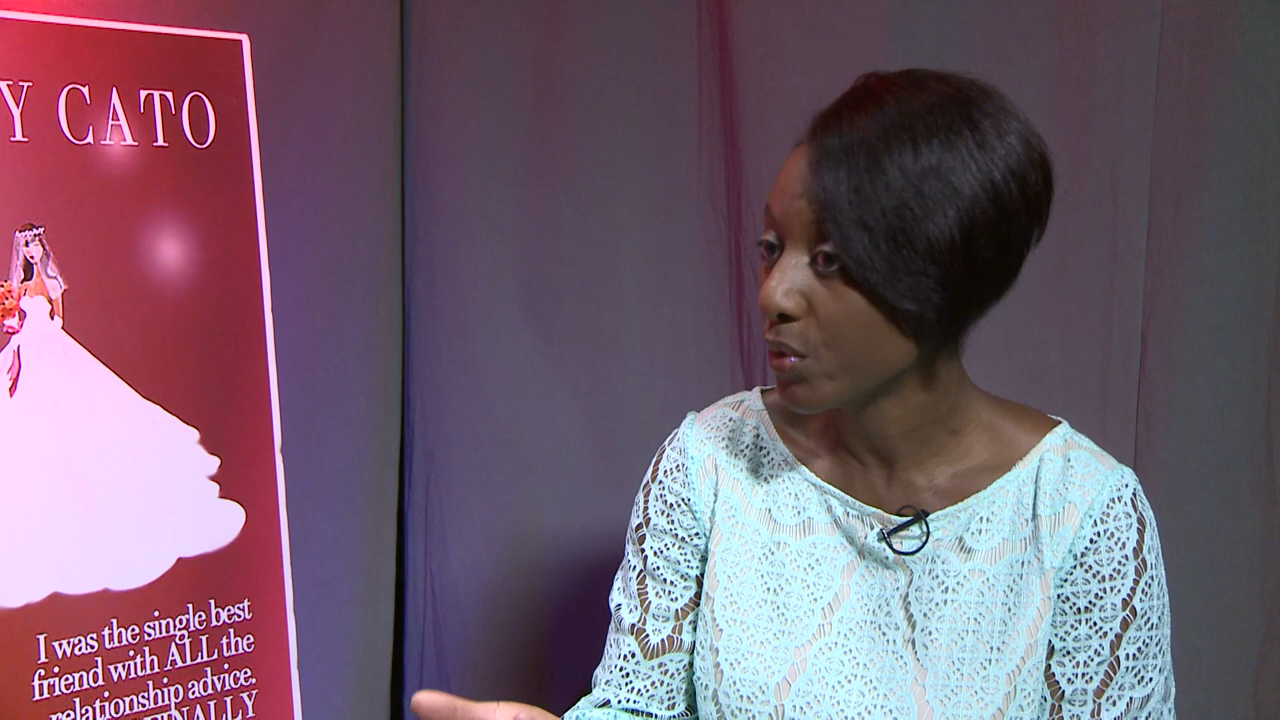 Y CATO
I was the single best
friend with ALL the
relationship advice.
FINALLY